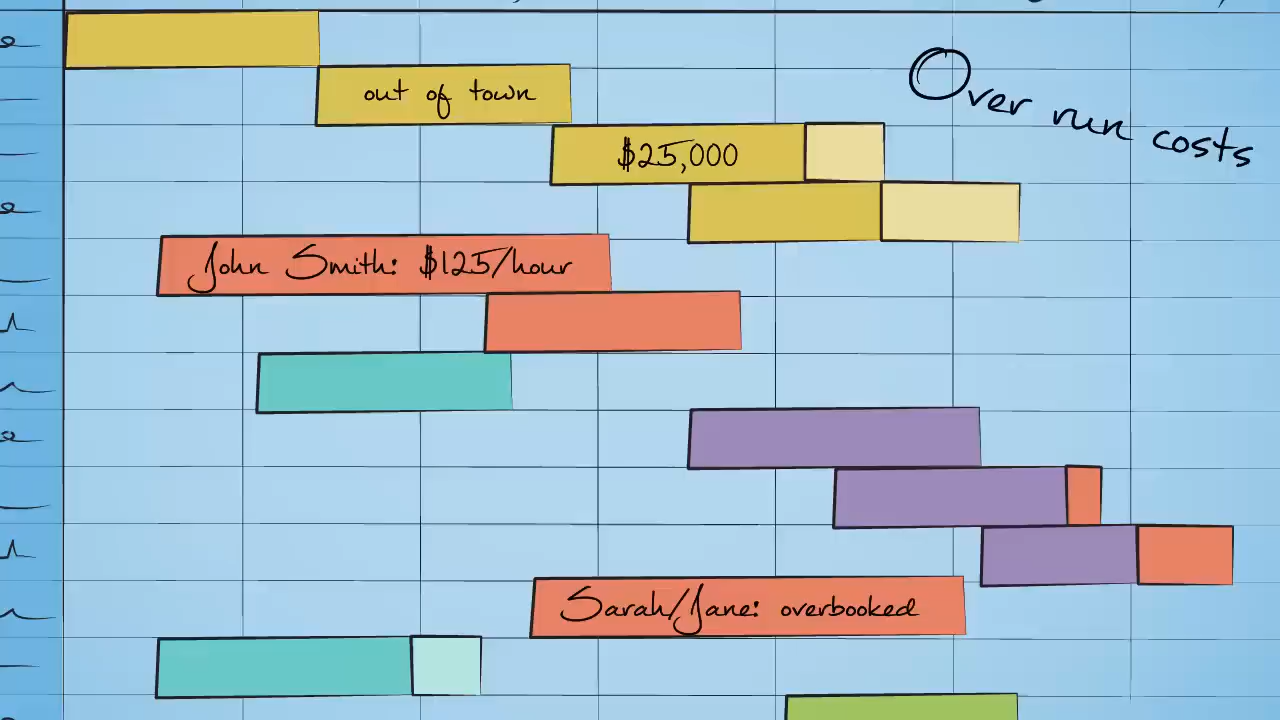 out of town
Over run costs
$25,000
John Smith: $125/hour
Sarah/Jane: overbooked